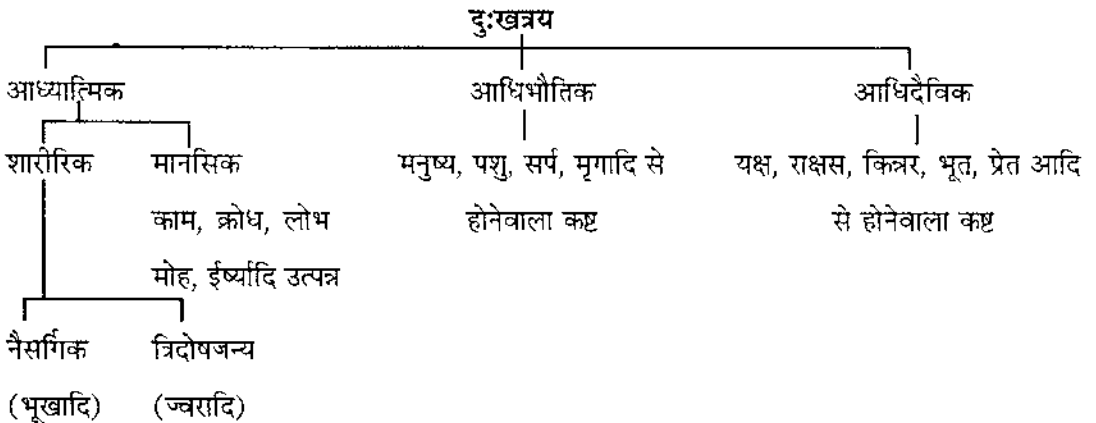 दुःखत्रय
आध्यात्मिक आधिभौतिक आधिदैविक
शारीरिक मानसिक मनुष्य, पशु, सर्प, मृगादि से यक्ष, राक्षस, किन्नर, भूत, प्रेत आदि
काम, क्रोध, लोभ होनेवाला कष्ट से होनेवाला कष्ट
मोह, ईर्ष्यादि उत्पन्न
नैसर्गिक त्रिदोषजन्य
(भूखादि) (ज्वरादि)